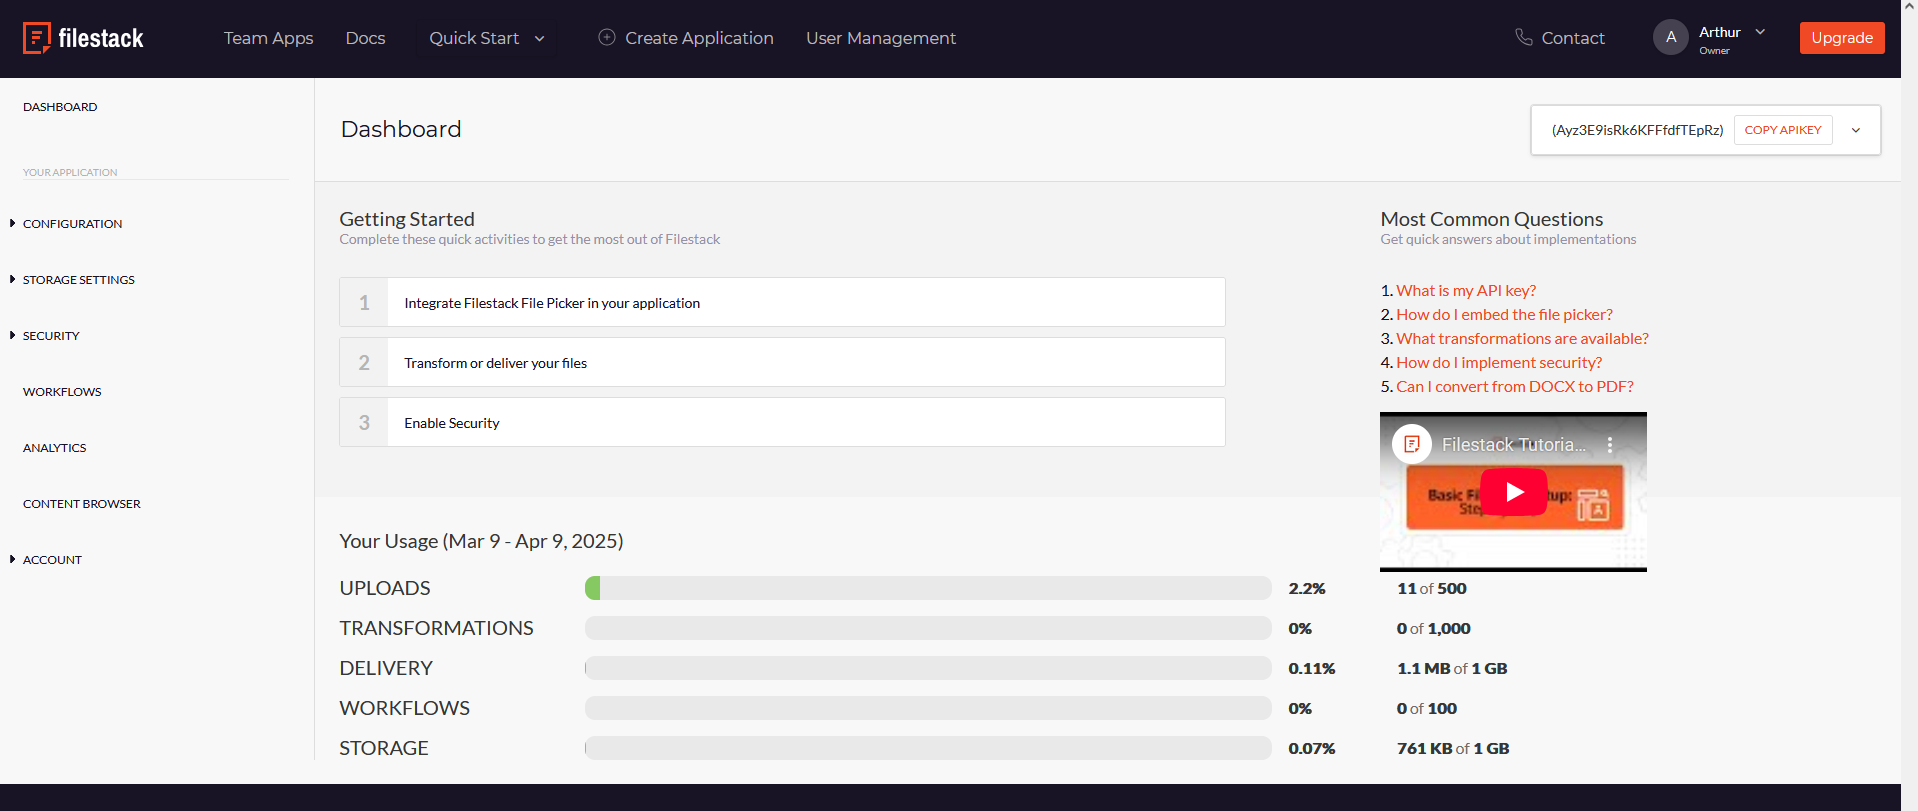 filestack
Team Apps
Docs
Quick Start
Create Application
User Management
Contact
A
Arthur
Owner
Upgrade
DASHBOARD
YOUR APPLICATION
CONFIGURATION
STORAGE SETTINGS
SECURITY
WORKFLOWS
ANALYTICS
CONTENT BROWSER
ACCOUNT
Dashboard
(Ayz3E9isRk6KFFfdfTEpRz)
COPY APIKEY
Getting Started
Complete these quick activities to get the most out of Filestack
1 Integrate Filestack File Picker in your application
2 Transform or deliver your files
3 Enable Security
Most Common Questions
Get quick answers about implementations
1. What is my API key?
2. How do I embed the file picker?
3. What transformations are available?
4. How do I implement security?
5. Can I convert from DOCX to PDF?
Filestack Tutoria...
Basic
Your Usage (Mar 9 - Apr 9, 2025)
UPLOADS 2.2% 11 of 500
TRANSFORMATIONS 0% 0 of 1,000
DELIVERY 0.11% 1.1 MB of 1 GB
WORKFLOWS 0% 0 of 100
STORAGE 0.07% 761 KB of 1 GB